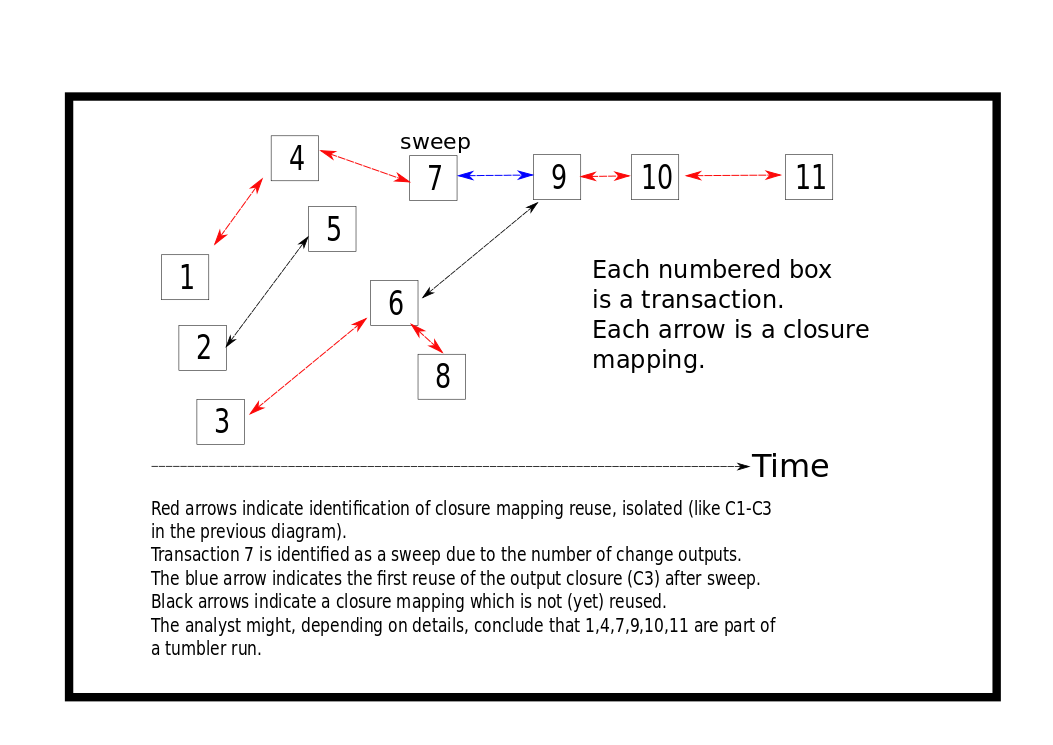 sweep
4
7
9
10
11
5
1
6
2
8
3
Each numbered box
is a transaction.
Each arrow is a closure
mapping.
Time
Red arrows indicate identification of closure mapping reuse, isolated (like C1-C3
in the previous diagram).
Transaction 7 is identified as a sweep due to the number of change outputs.
The blue arrow indicates the first reuse of the output closure (C3) after sweep.
Black arrows indicate a closure mapping which is not (yet) reused.
The analyst might, depending on details, conclude that 1,4,7,9,10,11 are part of
a tumbler run.